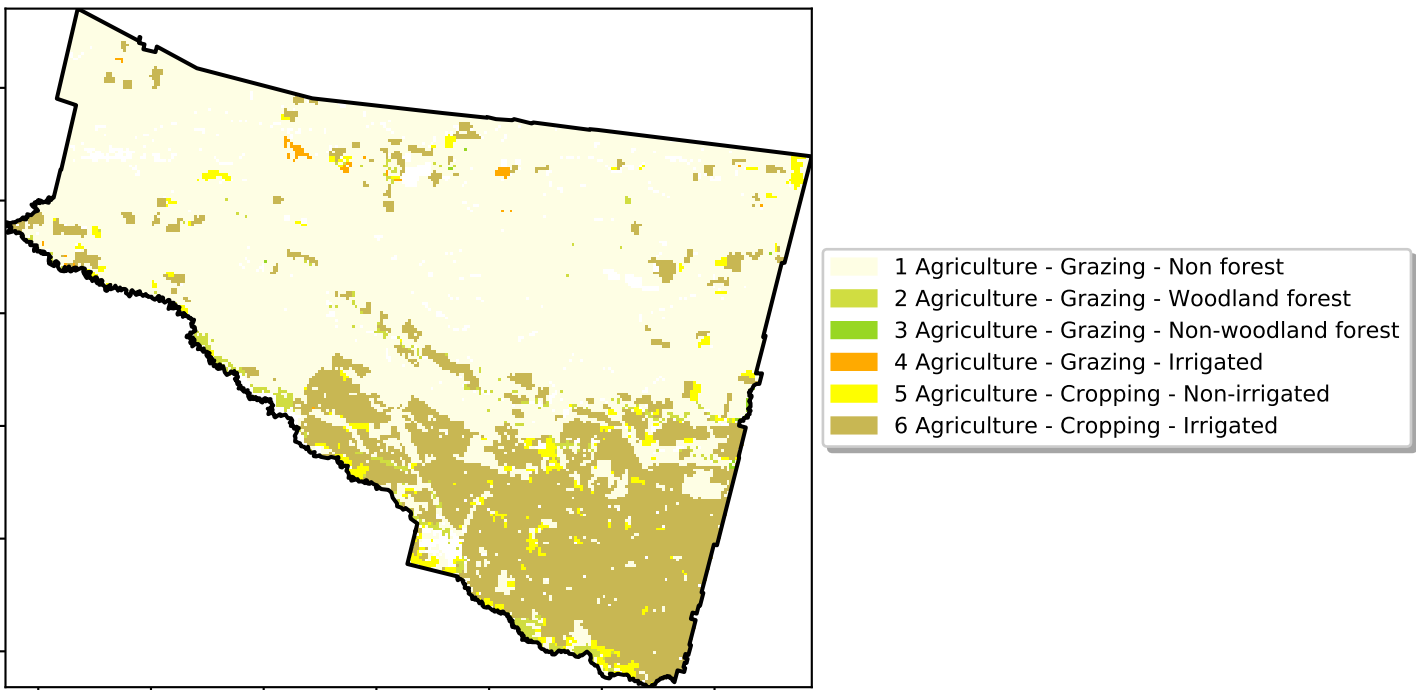 1 Agriculture - Grazing - Non forest
2 Agriculture - Grazing - Woodland forest
3 Agriculture - Grazing - Non-woodland forest
4 Agriculture - Grazing - Irrigated
5 Agriculture - Cropping - Non-irrigated
6 Agriculture - Cropping - Irrigated